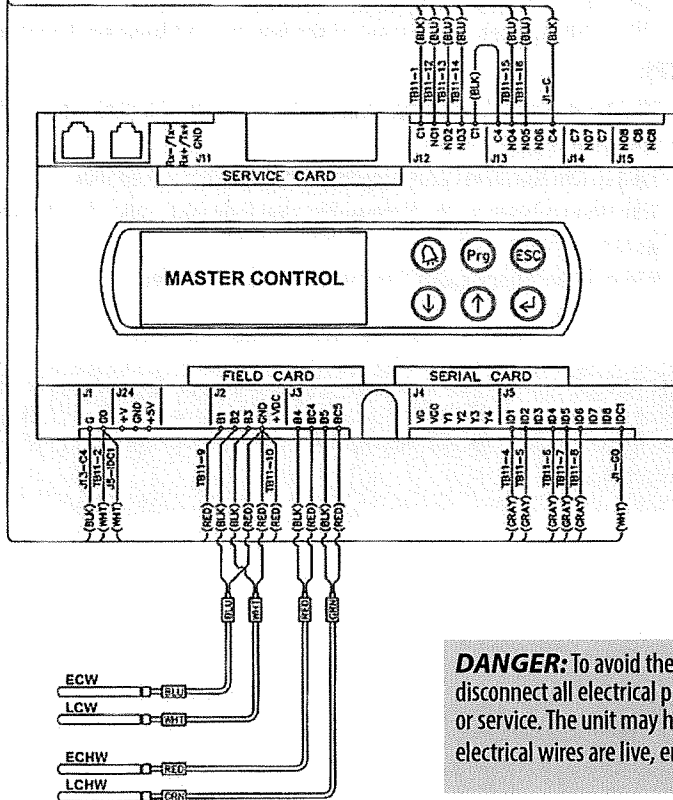 (BLK) (BLU) (BLU) (BLU) (BLU) (BLU) (BLK)
TB11-1 TB11-12 TB11-13 TB11-14 (BLK) TB11-15 TB11-16 J1-C
Rx-/Tx- Rx+/Tx+ GND
C1 NO1 NO2 NO3 C1 C4 NO4 NO5 NO6 C4 C7 NO7 C7 NO8 C8 NC8
J11 J12 J13 J14 J15
SERVICE CARD
MASTER CONTROL
Prg ESC
FIELD CARD SERIAL CARD
J1 J24 J2 J3 J4 J5
G G0 +V GND +5V B1 B2 B3 GND +VDC B4 BC4 B5 BC5 VG VC0 Y1 Y2 Y3 Y4 ID1 ID2 ID3 ID4 ID5 ID6 ID7 ID8 IDC1
J13-C4 TB11-2 J5-IDC1 TB11-9 TB11-10 TB11-4 TB11-5 TB11-6 TB11-7 TB11-8 J1-G0
(BLK) (WHT) (WHT) (RED) (BLK) (BLK) (RED) (RED) (RED) (BLK) (RED) (BLK) (RED) (GRAY) (GRAY) (GRAY) (GRAY) (GRAY) (WHT)
BLU WHT RED GRN
ECW BLU
LCW WHT
ECHW RED
LCHW GRN
DANGER: To avoid the
disconnect all electrical p
or service. The unit may h
electrical wires are live, e